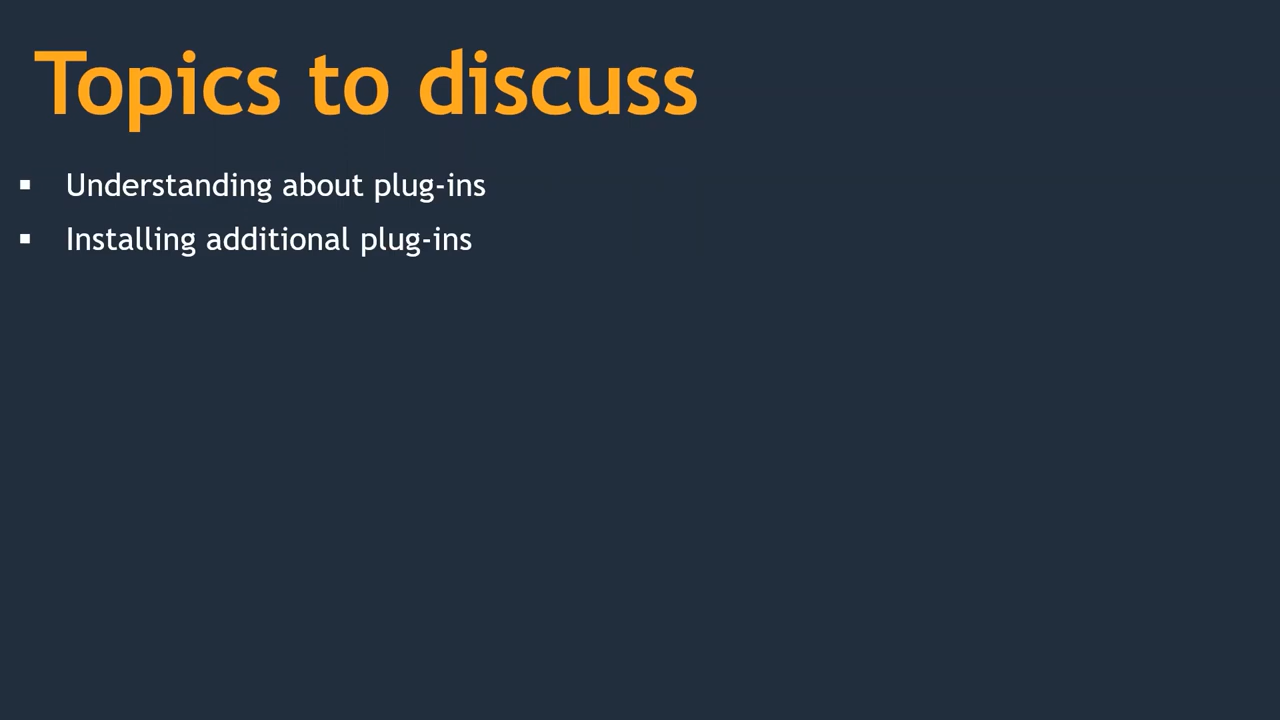 Topics to discuss
▪ Understanding about plug-ins
▪ Installing additional plug-ins